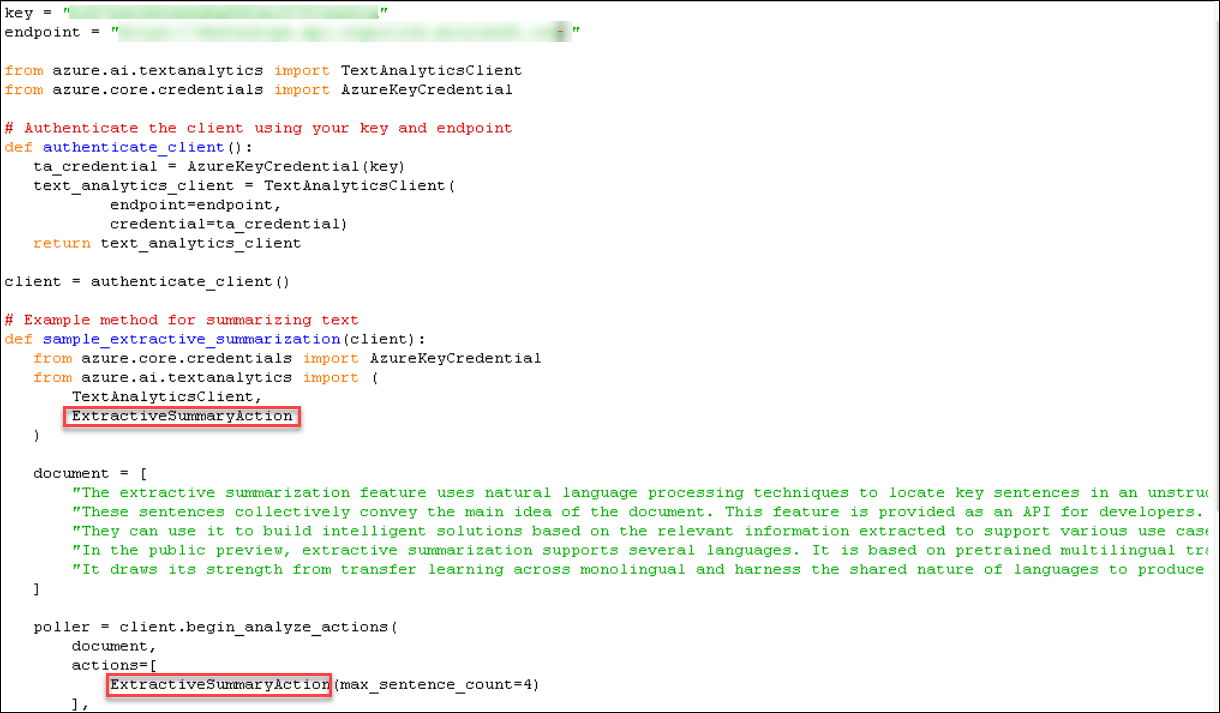 key = "                                "
endpoint = "                                "
from azure.ai.textanalytics import TextAnalyticsClient
from azure.core.credentials import AzureKeyCredential
# Authenticate the client using your key and endpoint
def authenticate_client():
ta_credential = AzureKeyCredential(key)
text_analytics_client = TextAnalyticsClient(
endpoint=endpoint,
credential=ta_credential)
return text_analytics_client
client = authenticate_client()
# Example method for summarizing text
def sample_extractive_summarization(client):
from azure.core.credentials import AzureKeyCredential
from azure.ai.textanalytics import (
TextAnalyticsClient,
ExtractiveSummaryAction
)
document = [
"The extractive summarization feature uses natural language processing techniques to locate key sentences in an
"These sentences collectively convey the main idea of the document. This feature is provided as an API for developers.
"They can use it to build intelligent solutions based on the relevant information extracted to support various use
"In the public preview, extractive summarization supports several languages. It is based on pretrained multilingual
"It draws its strength from transfer learning across monolingual and harness the shared nature of languages to produce
]
poller = client.begin_analyze_actions(
document,
actions=[
ExtractiveSummaryAction(max_sentence_count=4)
],